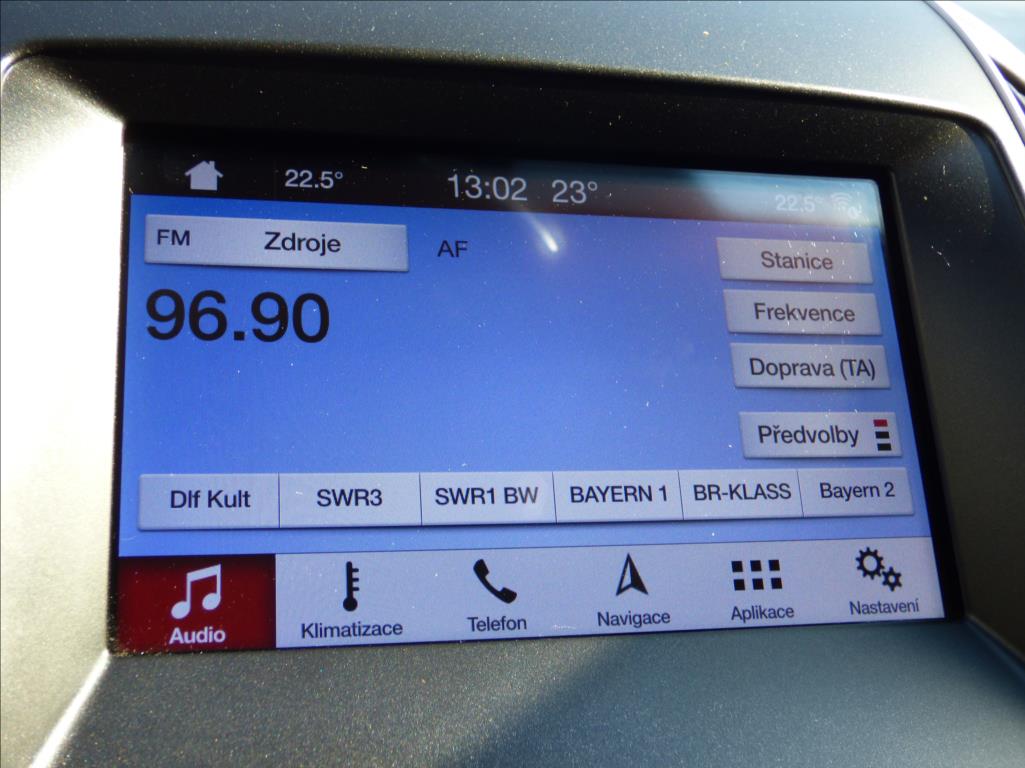 22.5° 13:02 23° 22.5°
FM Zdroje AF
Stanice
96.90
Frekvence
Doprava (TA)
Předvolby
Dlf Kult SWR3 SWR1 BW BAYERN 1 BR-KLASS Bayern 2
Audio Klimatizace Telefon Navigace Aplikace Nastavení